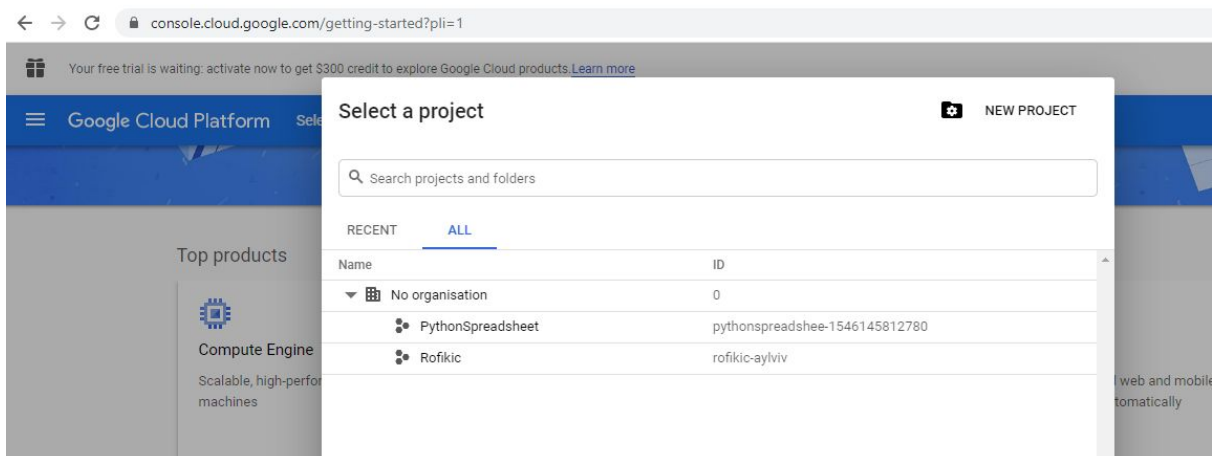 console.cloud.google.com/getting-started?pli=1
Your free trial is waiting: activate now to get $300 credit to explore Google Cloud products. Learn more
Google Cloud Platform
Select a project
NEW PROJECT
Search projects and folders
RECENT ALL
Name ID
No organisation 0
PythonSpreadsheet pythonspreadshee-1546145812780
Rofikic rofikic-aylviv
Top products
Compute Engine
Scalable,
machines
web and mobile